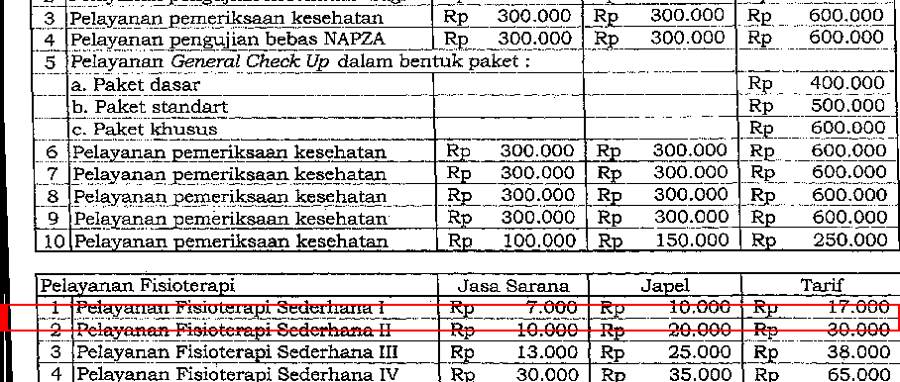 3 Pelayanan pemeriksaan kesehatan Rp 300.000 Rp 300.000 Rp 600.000
4 Pelayanan pengujian bebas NAPZA Rp 300.000 Rp 300.000 Rp 600.000
5 Pelayanan General Check Up dalam bentuk paket :
a. Paket dasar Rp 400.000
b. Paket standart Rp 500.000
c. Paket khusus Rp 600.000
6 Pelayanan pemeriksaan kesehatan Rp 300.000 Rp 300.000 Rp 600.000
7 Pelayanan pemeriksaan kesehatan Rp 300.000 Rp 300.000 Rp 600.000
8 Pelayanan pemeriksaan kesehatan Rp 300.000 Rp 300.000 Rp 600.000
9 Pelayanan pemeriksaan kesehatan Rp 300.000 Rp 300.000 Rp 600.000
10 Pelayanan pemeriksaan kesehatan Rp 100.000 Rp 150.000 Rp 250.000
Pelayanan Fisioterapi Jasa Sarana Japel Tarif
1 Pelayanan Fisioterapi Sederhana I Rp 7.000 Rp 10.000 Rp 17.000
2 Pelayanan Fisioterapi Sederhana II Rp 10.000 Rp 20.000 Rp 30.000
3 Pelayanan Fisioterapi Sederhana III Rp 13.000 Rp 25.000 Rp 38.000
4 Pelayanan Fisioterapi Sederhana IV Rp 30.000 Rp 35.000 Rp 65.000